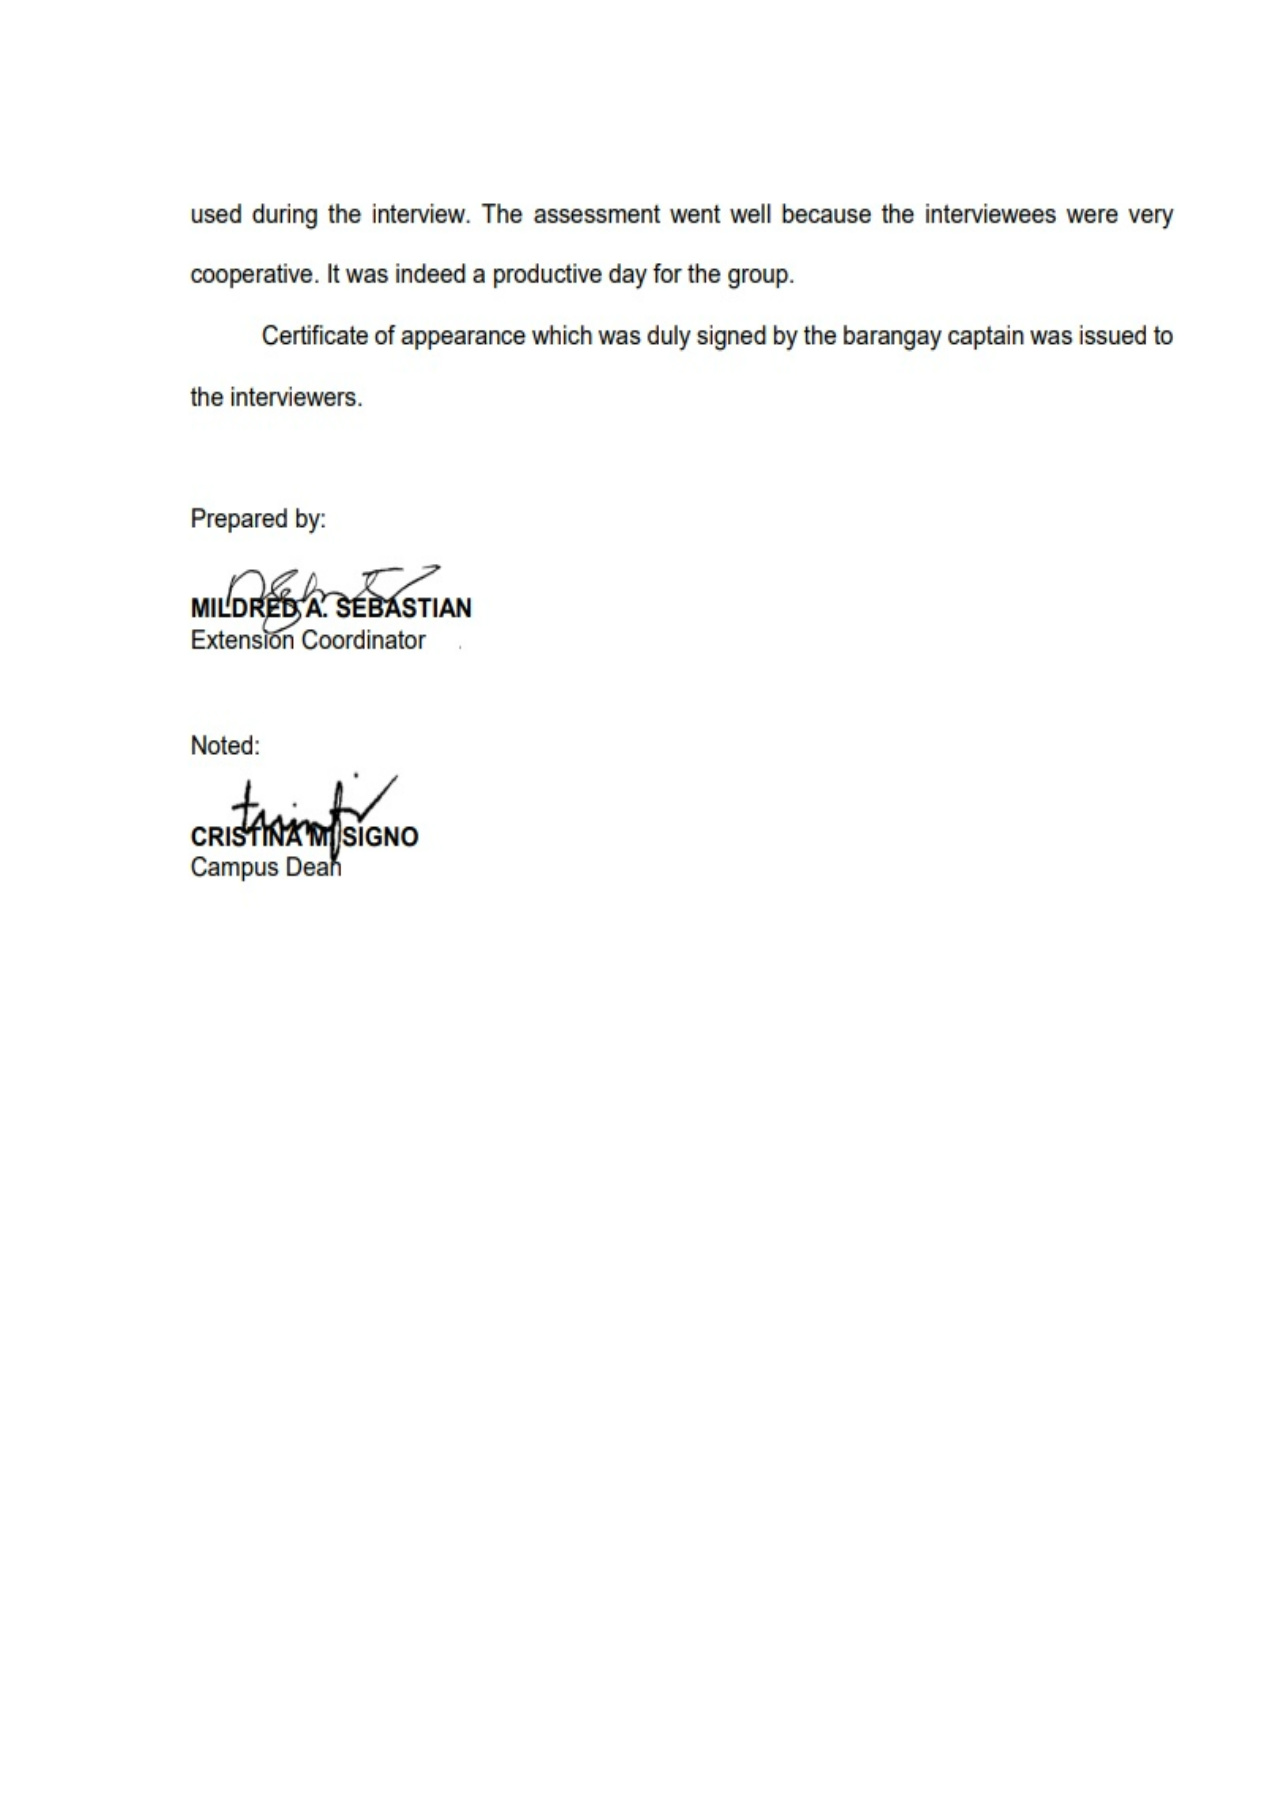 used during the interview. The assessment went well because the interviewees were very
cooperative. It was indeed a productive day for the group.
Certificate of appearance which was duly signed by the barangay captain was issued to
the interviewers.
Prepared by:
MILDRED A. SEBASTIAN
Extension Coordinator
Noted:
CRISTINA M. SIGNO
Campus Dean